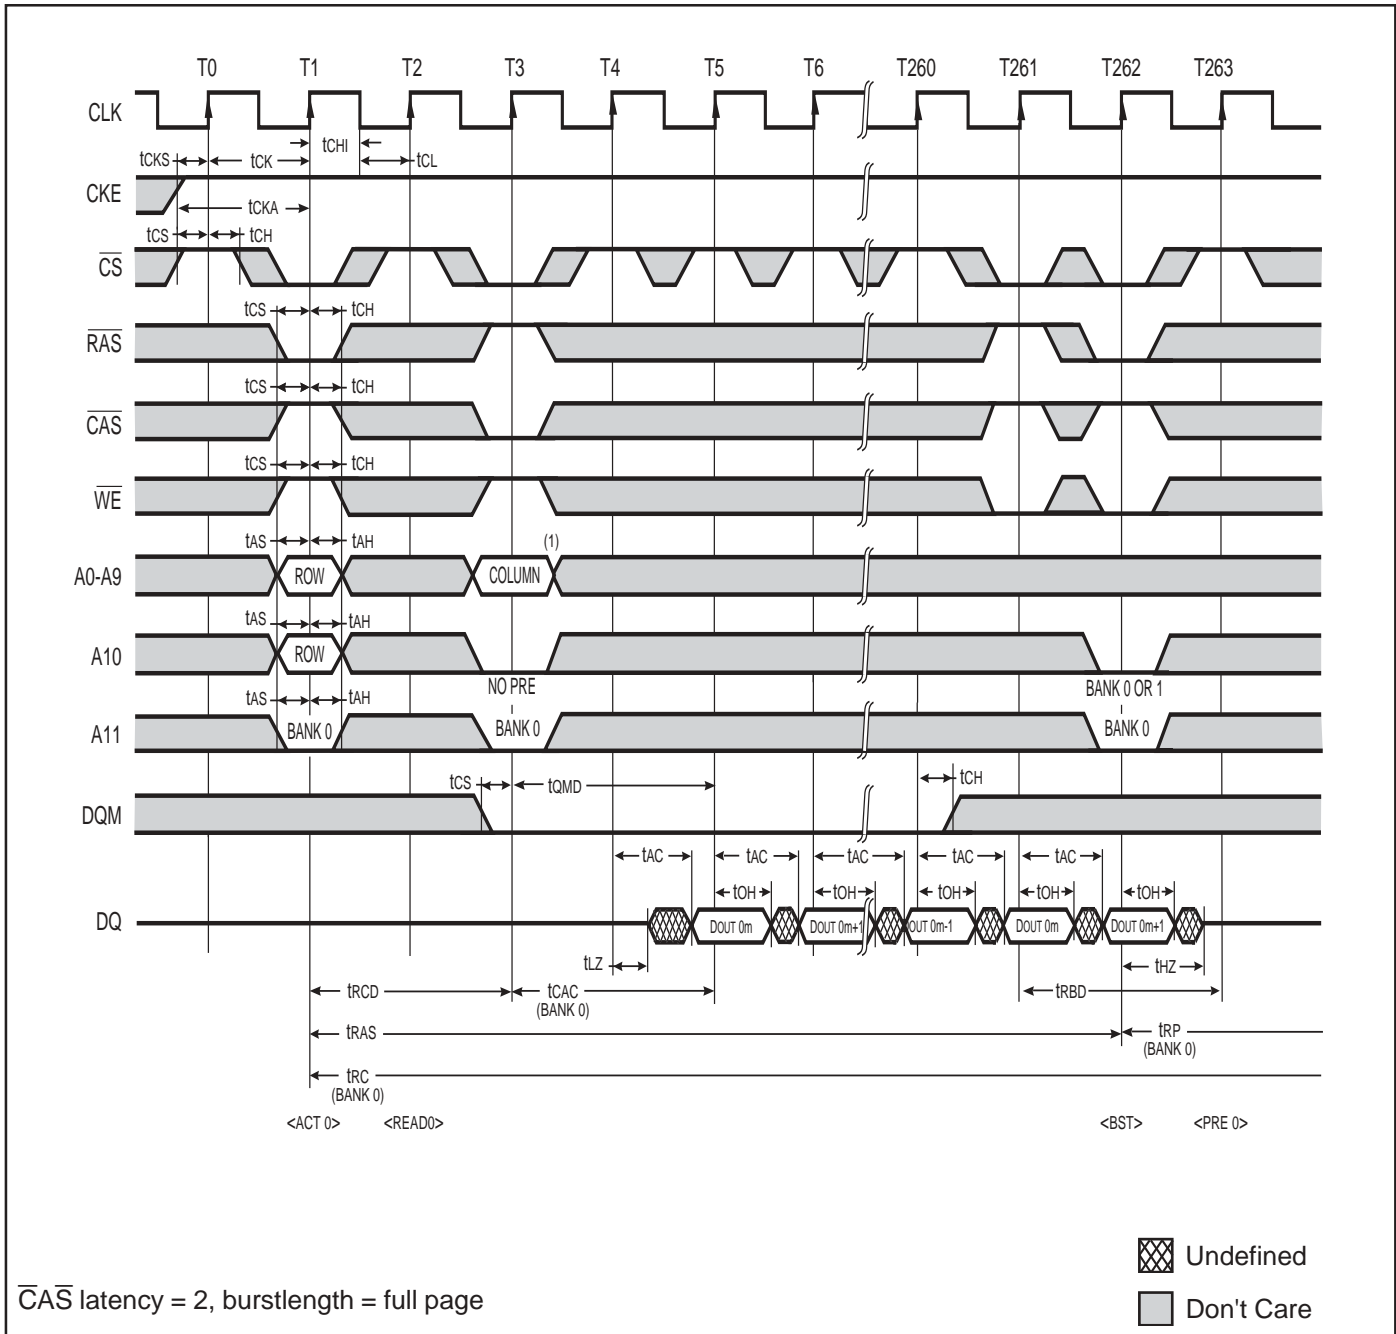 T0 T1 T2 T3 T4 T5 T6 T260 T261 T262 T263
CLK
tCHI
tCKS tCK tCL
CKE
tCKA
tCS tCH
CS
tCS tCH
RAS
tCS tCH
CAS
tCS tCH
WE
tAS tAH (1)
A0-A9 ROW COLUMN
tAS tAH
A10 ROW
NO PRE BANK 0 OR 1
tAS tAH
A11 BANK 0 BANK 0 BANK 0
tCS tQMD tCH
DQM
tAC tAC tAC tAC tAC
tOH tOH tOH tOH tOH
DQ DOUT 0m DOUT 0m+1 OUT 0m-1 DOUT 0m DOUT 0m+1
tLZ tHZ
tRCD tCAC tRBD
(BANK 0)
tRAS tRP
(BANK 0)
tRC
(BANK 0)
<ACT 0> <READ0> <BST> <PRE 0>
Undefined
CAS latency = 2, burstlength = full page
Don't Care